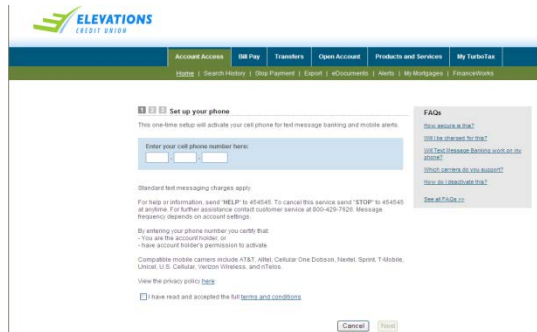 ELEVATIONS
CREDIT UNION
Account Access Bill Pay Transfers Open Account Products and Services My TurboTax
Home | Search History | Stop Payment | Export | eDocuments | Alerts | My Mortgages | FinanceWorks
1 2 3 Set up your phone
This one-time setup will activate your cell phone for text message banking and mobile alerts.
Enter your cell phone number here:
- -
Standard text messaging charges apply.
For help or information, send "HELP" to 454545. To cancel this service send "STOP" to 454545
at anytime. For further assistance contact customer service at 800-429-7626. Message
frequency depends on account settings.
By entering your phone number you certify that:
- You are the account holder, or
- have account holder's permission to activate.
Compatible mobile carriers include AT&T, Alltel, Cellular One Dobson, Nextel, Sprint, T-Mobile,
Unicel, U.S. Cellular, Verizon Wireless, and nTelos.
View the privacy policy here
I have read and accepted the full terms and conditions
Cancel Next
FAQs
How secure is this?
Will I be charged for this?
Will Text Message Banking work on my
phone?
Which carriers do you support?
How do I deactivate this?
See all FAQs >>